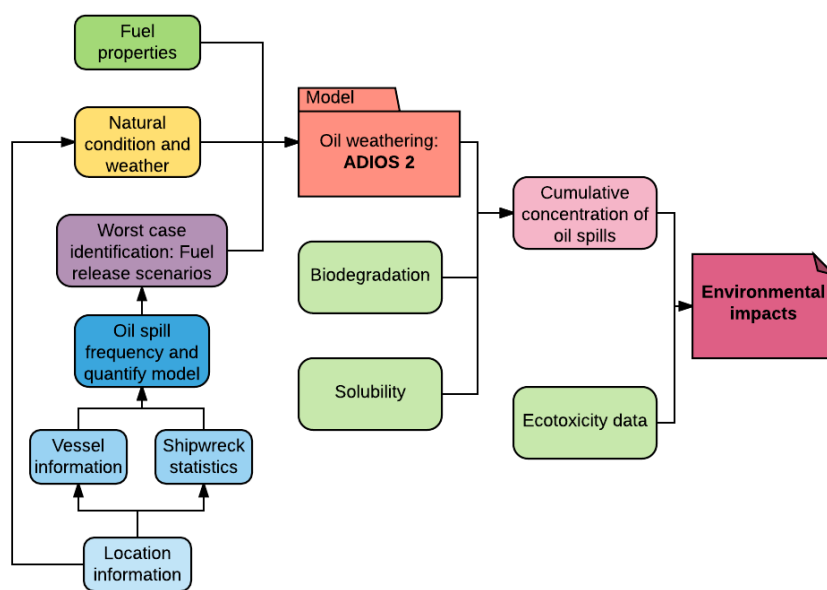 Fuel
properties
Natural
condition and
weather
Worst case
identification: Fuel
release scenarios
Oil spill
frequency and
quantify model
Vessel
information
Shipwreck
statistics
Location
information
Model
Oil weathering:
ADIOS 2
Biodegradation
Solubility
Cumulative
concentration of
oil spills
Ecotoxicity data
Environmental
impacts